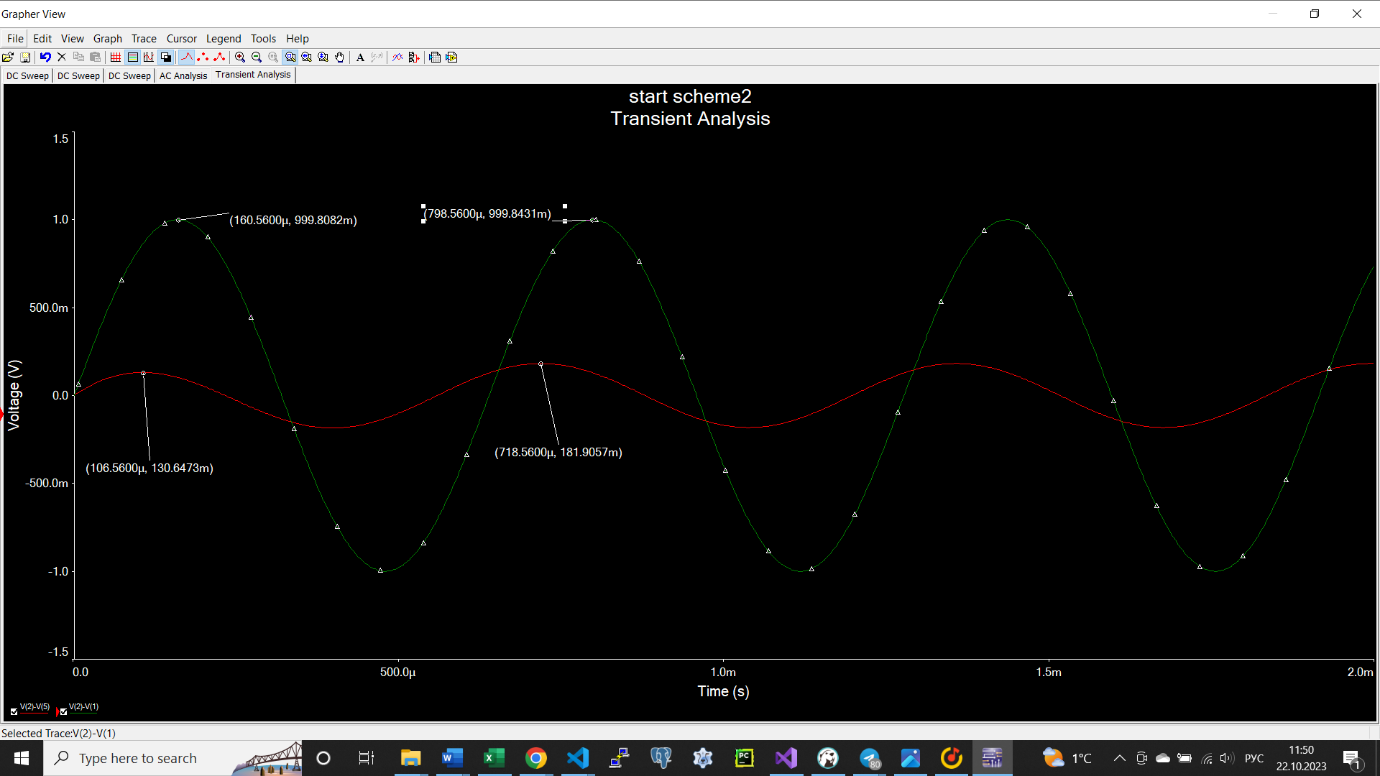 Grapher View
File Edit View Graph Trace Cursor Legend Tools Help
DC Sweep DC Sweep DC Sweep AC Analysis Transient Analysis
start scheme2
Transient Analysis
1.5
1.0
500.0m
0.0
-500.0m
-1.0
-1.5
Voltage (V)
(160.5600µ, 999.8082m)
(798.5600µ, 999.8431m)
(106.5600µ, 130.6473m)
(718.5600µ, 181.9057m)
0.0 500.0µ 1.0m 1.5m 2.0m
Time (s)
V(2)-V(5) V(2)-V(1)
Selected Trace:V(2)-V(1)
Type here to search
1°C
РУС
11:50
22.10.2023
1